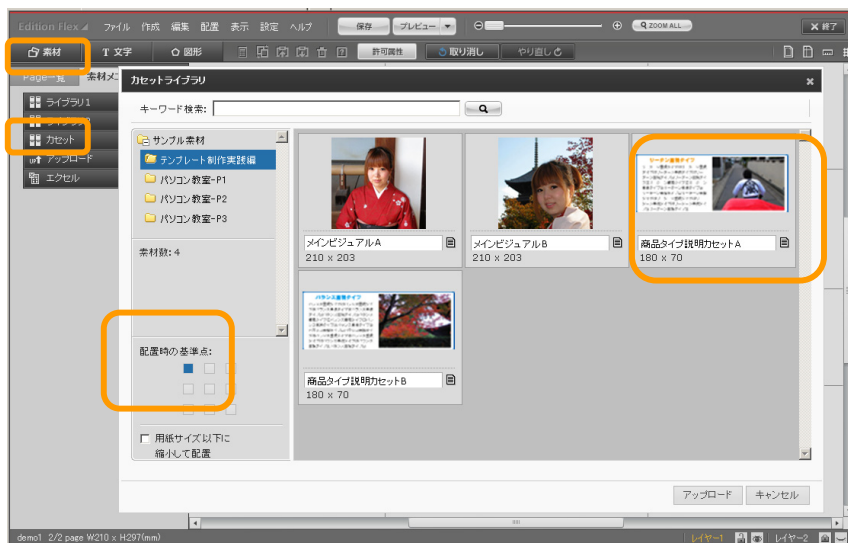 Edition Flex ファイル 作成 編集 配置 表示 設定 ヘルプ 保存 プレビュー ZOOM ALL ×終了
素材 T 文字 図形 許可属性 取り消し やり直し
Page一覧 素材メニ
ライブラリ1
カセット
アップロード
エクセル
カセットライブラリ
キーワード検索:
サンプル素材
テンプレート制作実践編
パソコン教室-P1
パソコン教室-P2
パソコン教室-P3
素材数: 4
配置時の基準点:
用紙サイズ以下に
縮小して配置
メインビジュアルA
210 x 203
メインビジュアルB
210 x 203
商品タイプ説明カセットA
180 x 70
バランス重視タイプ
商品タイプ説明カセットB
180 x 70
アップロード キャンセル
demo1 2/2 page W210 x H297(mm) レイヤー1 レイヤー2